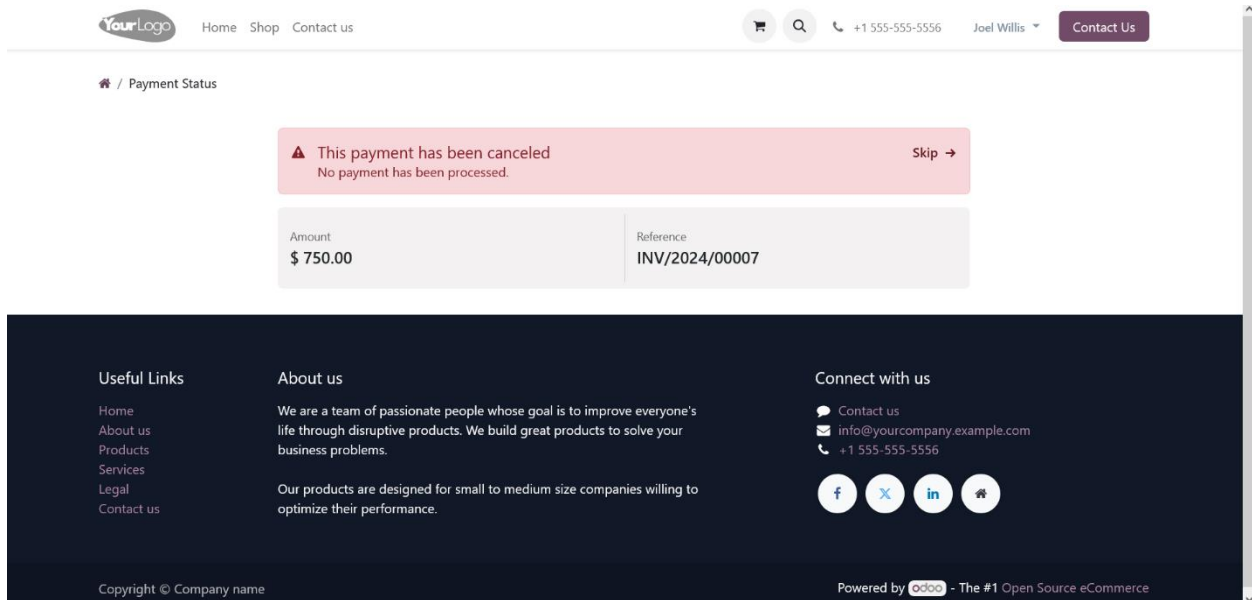 YourLogo
Home Shop Contact us
+1 555-555-5556
Joel Willis
Contact Us
/ Payment Status
This payment has been canceled
No payment has been processed.
Skip →
Amount
$ 750.00
Reference
INV/2024/00007
Useful Links
Home
About us
Products
Services
Legal
Contact us
About us
We are a team of passionate people whose goal is to improve everyone's
life through disruptive products. We build great products to solve your
business problems.
Our products are designed for small to medium size companies willing to
optimize their performance.
Connect with us
Contact us
info@yourcompany.example.com
+1 555-555-5556
Copyright © Company name
Powered by odoo - The #1 Open Source eCommerce